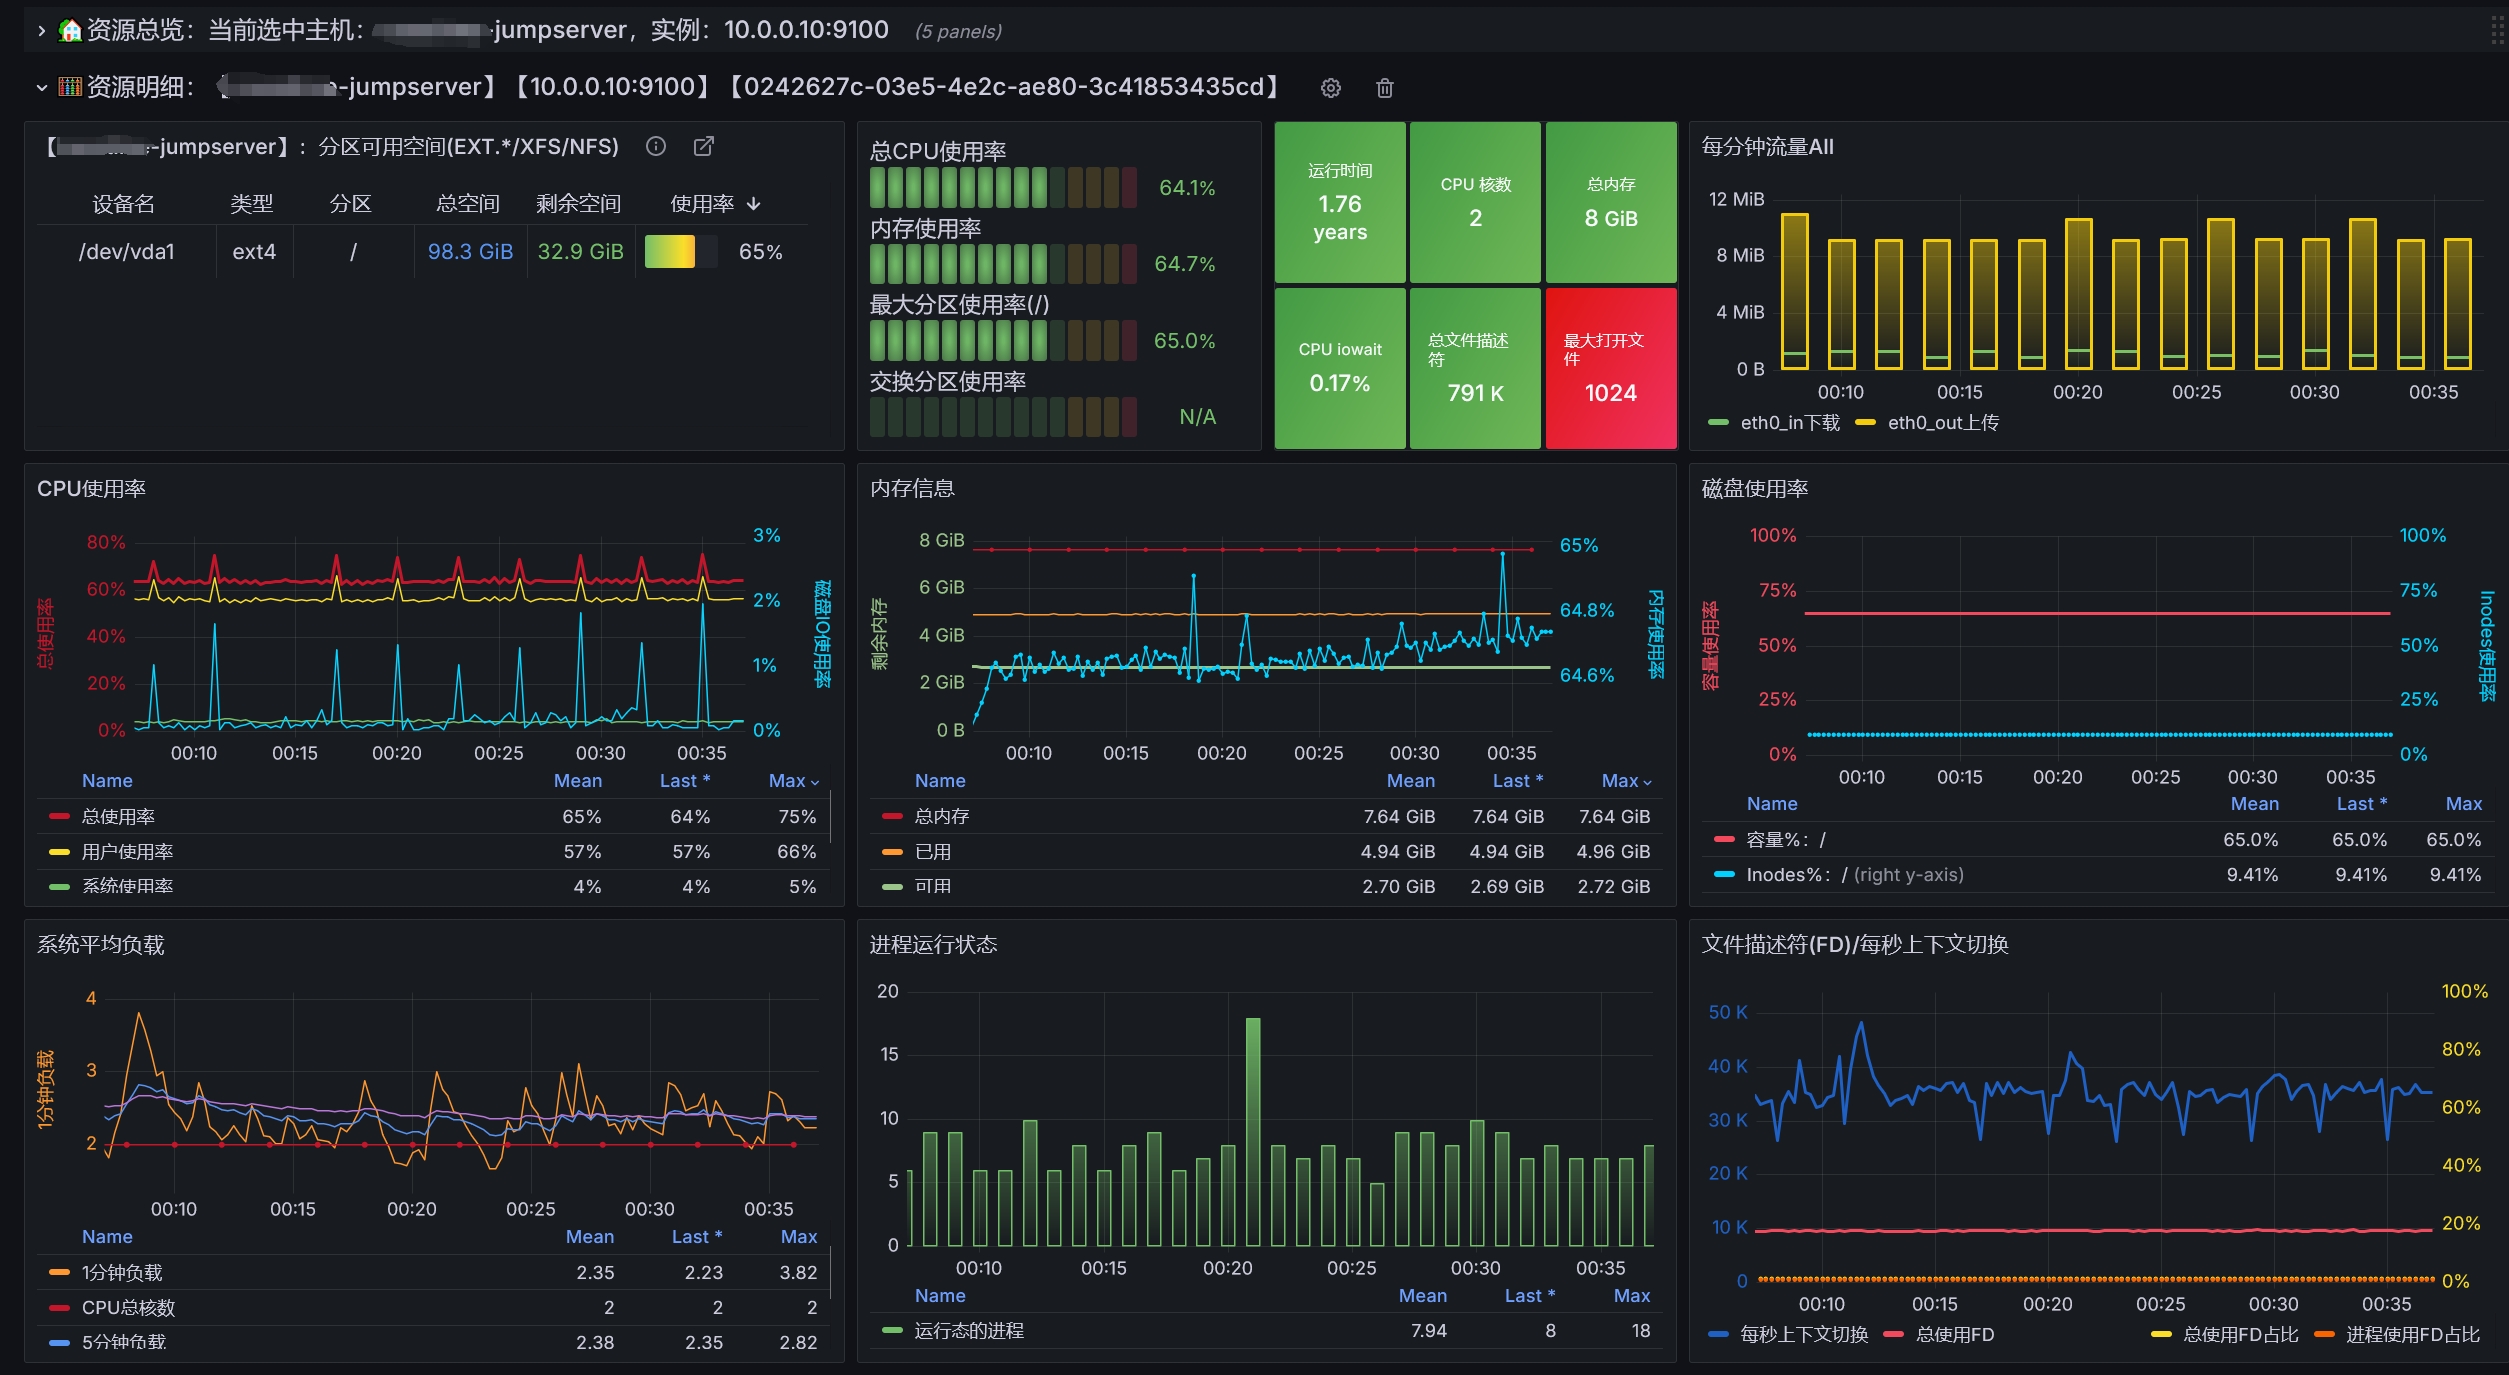 资源总览：当前选中主机：-jumpserver，实例：10.0.0.10:9100 (5 panels)
资源明细：【-jumpserver】【10.0.0.10:9100】【0242627c-03e5-4e2c-ae80-3c41853435cd】
【-jumpserver】：分区可用空间(EXT.*/XFS/NFS)
设备名 类型 分区 总空间 剩余空间 使用率
/dev/vda1 ext4 / 98.3 GiB 32.9 GiB 65%
总CPU使用率
64.1%
内存使用率
64.7%
最大分区使用率(/)
65.0%
交换分区使用率
N/A
运行时间
1.76
years
CPU 核数
2
总内存
8 GiB
CPU iowait
0.17%
总文件描述
符
791 K
最大打开文
件
1024
每分钟流量All
12 MiB
8 MiB
4 MiB
0 B
00:10 00:15 00:20 00:25 00:30 00:35
eth0_in下载 eth0_out上传
CPU使用率
总使用率
80%
60%
40%
20%
0%
3%
2%
1%
0%
磁盘IO使用率
00:10 00:15 00:20 00:25 00:30 00:35
Name Mean Last * Max
总使用率 65% 64% 75%
用户使用率 57% 57% 66%
系统使用率 4% 4% 5%
内存信息
剩余内存
8 GiB
6 GiB
4 GiB
2 GiB
0 B
65%
64.8%
64.6%
内存使用率
00:10 00:15 00:20 00:25 00:30 00:35
Name Mean Last * Max
总内存 7.64 GiB 7.64 GiB 7.64 GiB
已用 4.94 GiB 4.94 GiB 4.96 GiB
可用 2.70 GiB 2.69 GiB 2.72 GiB
磁盘使用率
容量使用率
100%
75%
50%
25%
0%
100%
75%
50%
25%
0%
Inodes使用率
00:10 00:15 00:20 00:25 00:30 00:35
Name Mean Last * Max
容量%：/ 65.0% 65.0% 65.0%
Inodes%：/ (right y-axis) 9.41% 9.41% 9.41%
系统平均负载
1分钟负载
4
3
2
00:10 00:15 00:20 00:25 00:30 00:35
Name Mean Last * Max
1分钟负载 2.35 2.23 3.82
CPU总核数 2 2 2
5分钟负载 2.38 2.35 2.82
进程运行状态
20
15
10
5
0
00:10 00:15 00:20 00:25 00:30 00:35
Name Mean Last * Max
运行态的进程 7.94 8 18
文件描述符(FD)/每秒上下文切换
50 K
40 K
30 K
20 K
10 K
0
100%
80%
60%
40%
20%
0%
00:10 00:15 00:20 00:25 00:30 00:35
每秒上下文切换 总使用FD 总使用FD占比 进程使用FD占比